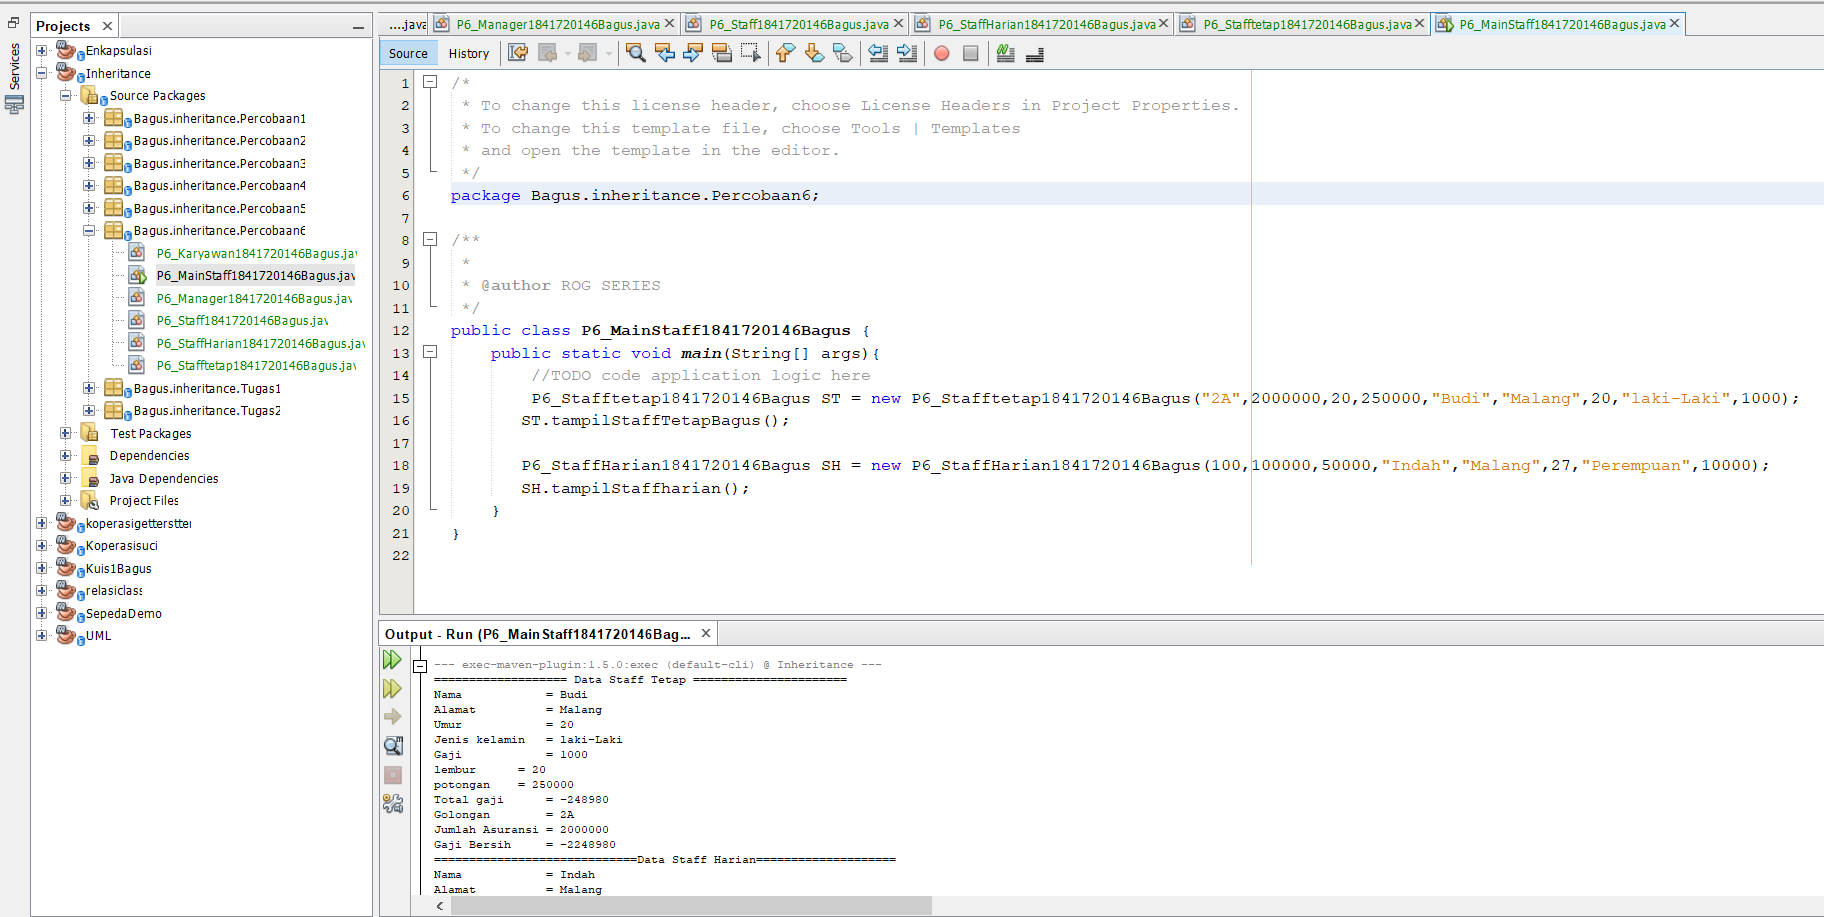 Projects
Services
Enkapsulasi
Inheritance
Source Packages
Bagus.inheritance.Percobaan1
Bagus.inheritance.Percobaan2
Bagus.inheritance.Percobaan3
Bagus.inheritance.Percobaan4
Bagus.inheritance.Percobaan5
Bagus.inheritance.Percobaan6
P6_Karyawan1841720146Bagus.jav
P6_MainStaff1841720146Bagus.jav
P6_Manager1841720146Bagus.jav
P6_Staff1841720146Bagus.jav
P6_StaffHarian1841720146Bagus.jav
P6_Stafftetap1841720146Bagus.jav
Bagus.inheritance.Tugas1
Bagus.inheritance.Tugas2
Test Packages
Dependencies
Java Dependencies
Project Files
koperasigetterstter
Koperasisuci
Kuis1Bagus
relasiclass
SepedaDemo
UML
....java P6_Manager1841720146Bagus.java P6_Staff1841720146Bagus.java P6_StaffHarian1841720146Bagus.java P6_Stafftetap1841720146Bagus.java P6_MainStaff1841720146Bagus.java
Source History
1 /*
2 * To change this license header, choose License Headers in Project Properties.
3 * To change this template file, choose Tools | Templates
4 * and open the template in the editor.
5 */
6 package Bagus.inheritance.Percobaan6;
7
8 /**
9 *
10 * @author ROG SERIES
11 */
12 public class P6_MainStaff1841720146Bagus {
13 public static void main(String[] args){
14 //TODO code application logic here
15 P6_Stafftetap1841720146Bagus ST = new P6_Stafftetap1841720146Bagus("2A",2000000,20,250000,"Budi","Malang",20,"laki-Laki",1000);
16 ST.tampilStaffTetapBagus();
17
18 P6_StaffHarian1841720146Bagus SH = new P6_StaffHarian1841720146Bagus(100,100000,50000,"Indah","Malang",27,"Perempuan",10000);
19 SH.tampilStaffharian();
20 }
21 }
22
Output - Run (P6_MainStaff1841720146Bag...
--- exec-maven-plugin:1.5.0:exec (default-cli) @ Inheritance ---
=================== Data Staff Tetap ======================
Nama = Budi
Alamat = Malang
Umur = 20
Jenis kelamin = laki-Laki
Gaji = 1000
lembur = 20
potongan = 250000
Total gaji = -248980
Golongan = 2A
Jumlah Asuransi = 2000000
Gaji Bersih = -2248980
=============================Data Staff Harian====================
Nama = Indah
Alamat = Malang